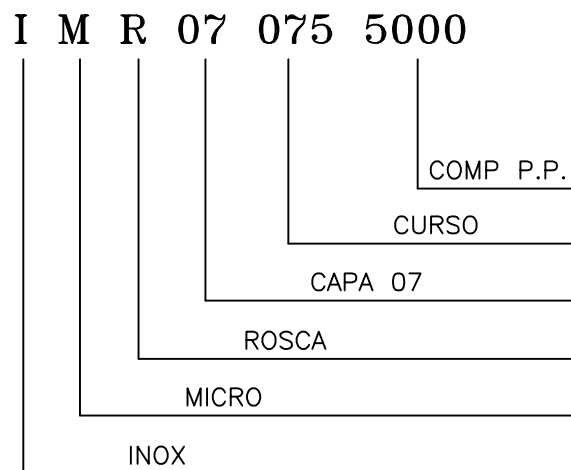 I M R 07 075 5000
COMP P.P.
CURSO
CAPA 07
ROSCA
MICRO
INOX